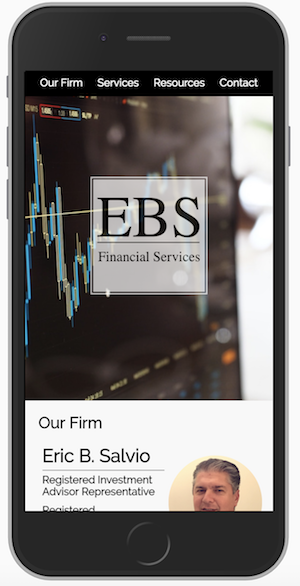 Our Firm Services Resources Contact
EBS
Financial Services
Our Firm
Eric B. Salvio
Registered Investment
Advisor Representative
Registered